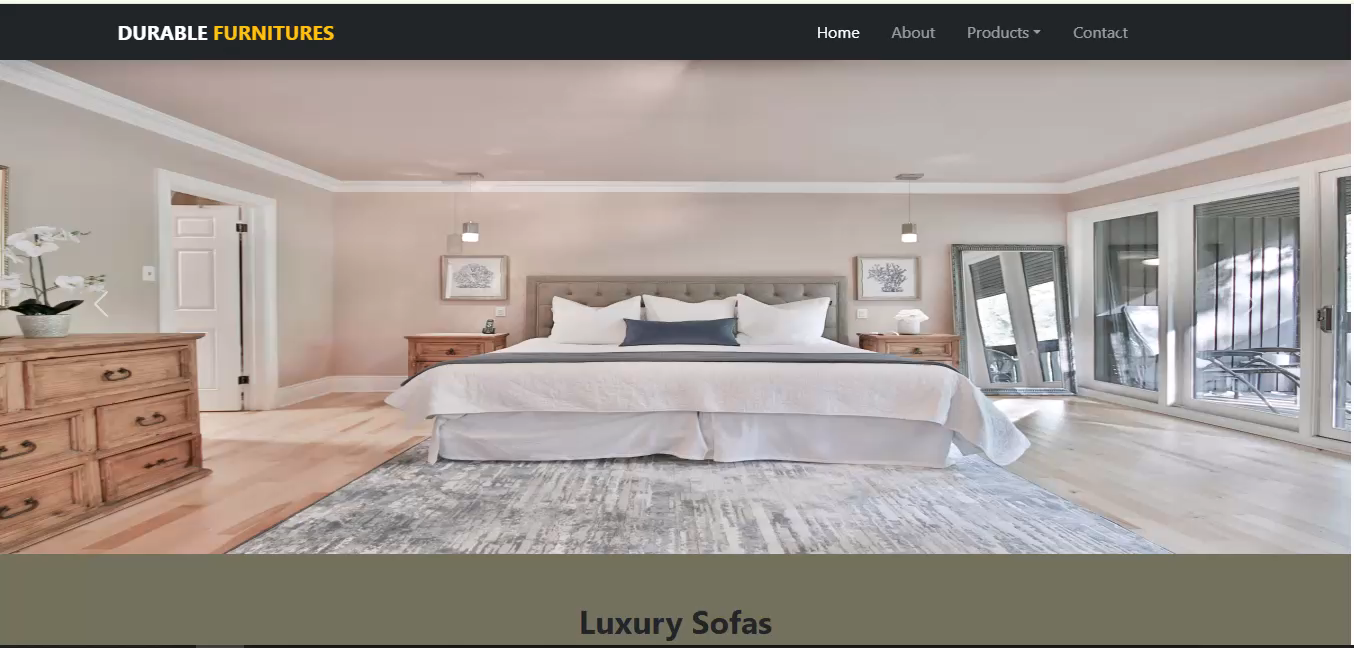 DURABLE FURNITURES
Home About Products Contact
Luxury Sofas